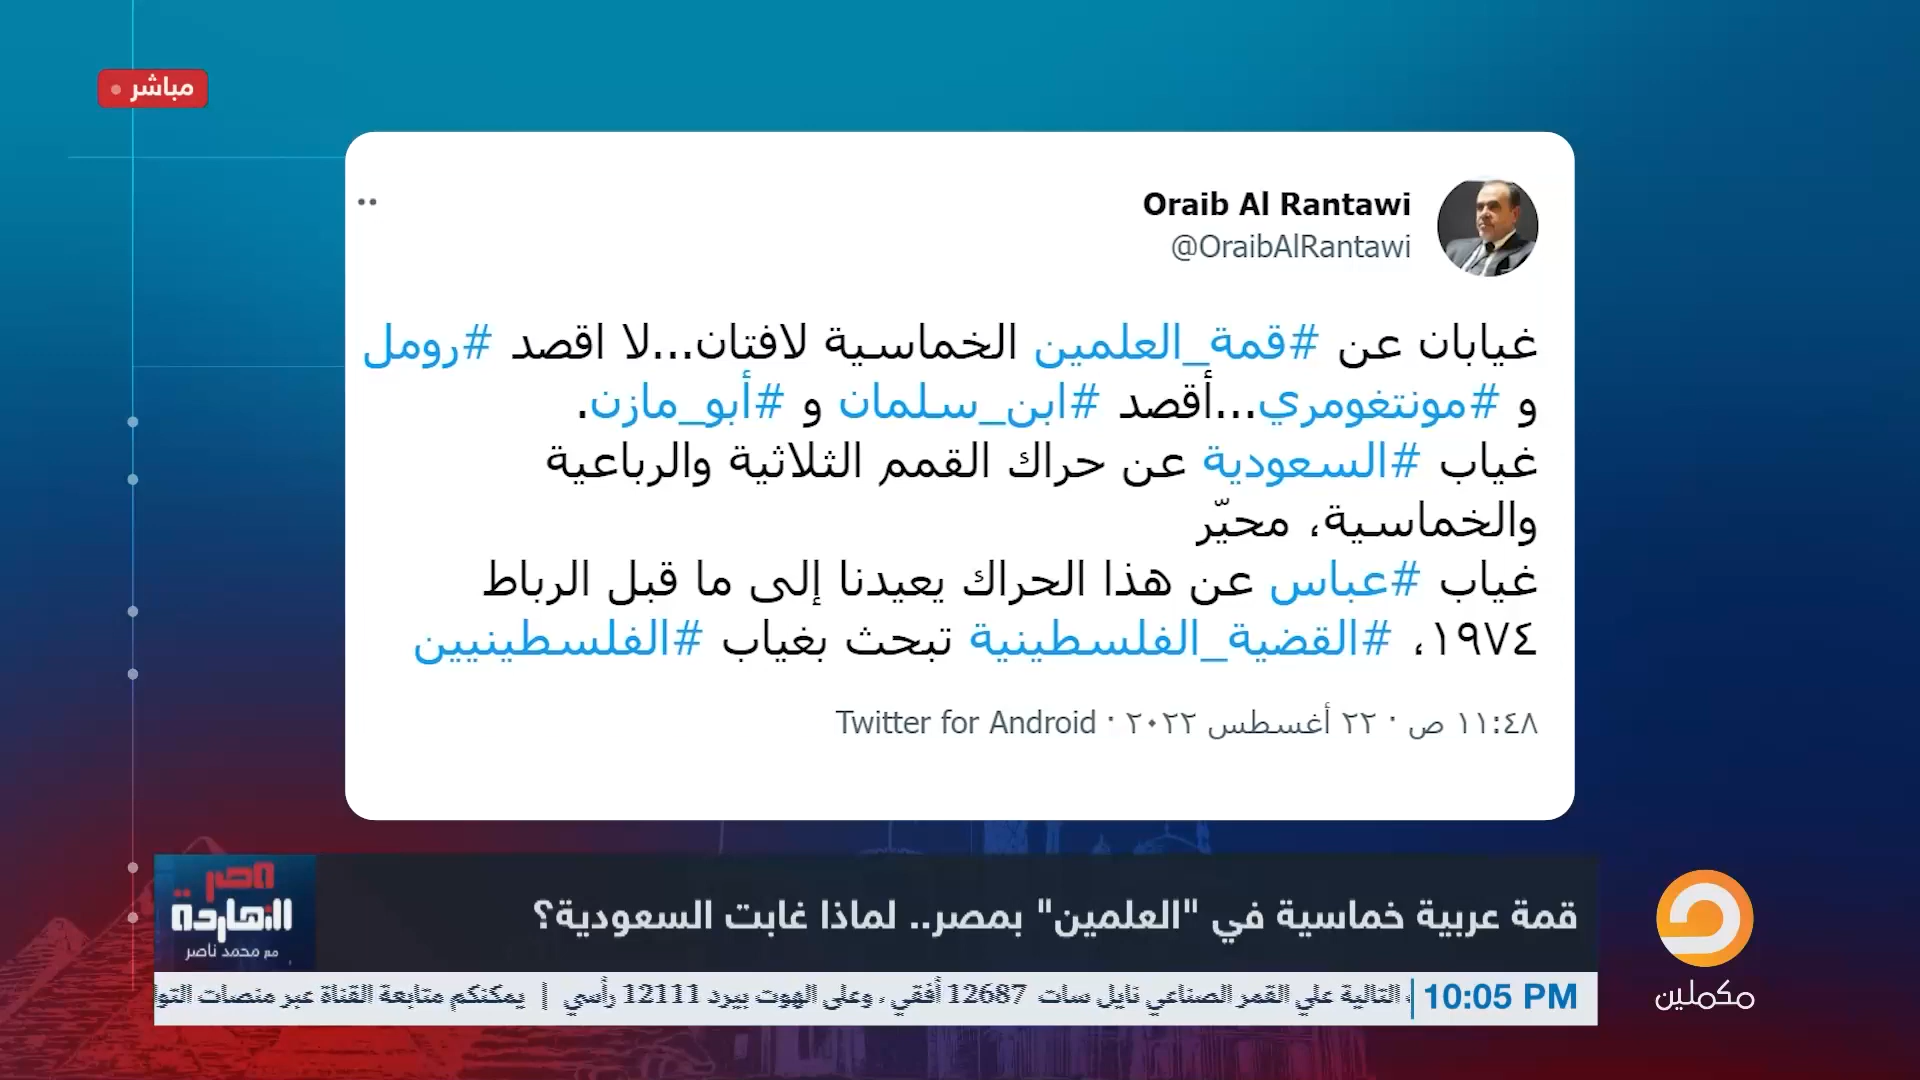 مباشر
Oraib Al Rantawi
@OraibAlRantawi
غيابان عن #قمة_العلمين الخماسية لافتان...لا اقصد #رومل
و #مونتغومري...أقصد #ابن_سلمان و #أبو_مازن.
غياب #السعودية عن حراك القمم الثلاثية والرباعية
والخماسية، محيّر
غياب #عباس عن هذا الحراك يعيدنا إلى ما قبل الرباط
١٩٧٤، #القضية_الفلسطينية تبحث بغياب #الفلسطينيين
١١:٤٨ ص · ٢٢ أغسطس ٢٠٢٢ · Twitter for Android
قمة عربية خماسية في "العلمين" بمصر.. لماذا غابت السعودية؟
مصر
النهاردة
مع محمد ناصر
10:05 PM
التالية علي القمر الصناعي نايل سات 12687 أفقي ، وعلى الهوت بيرد 12111 رأسي | يمكنكم متابعة القناة عبر منصات
مكملين